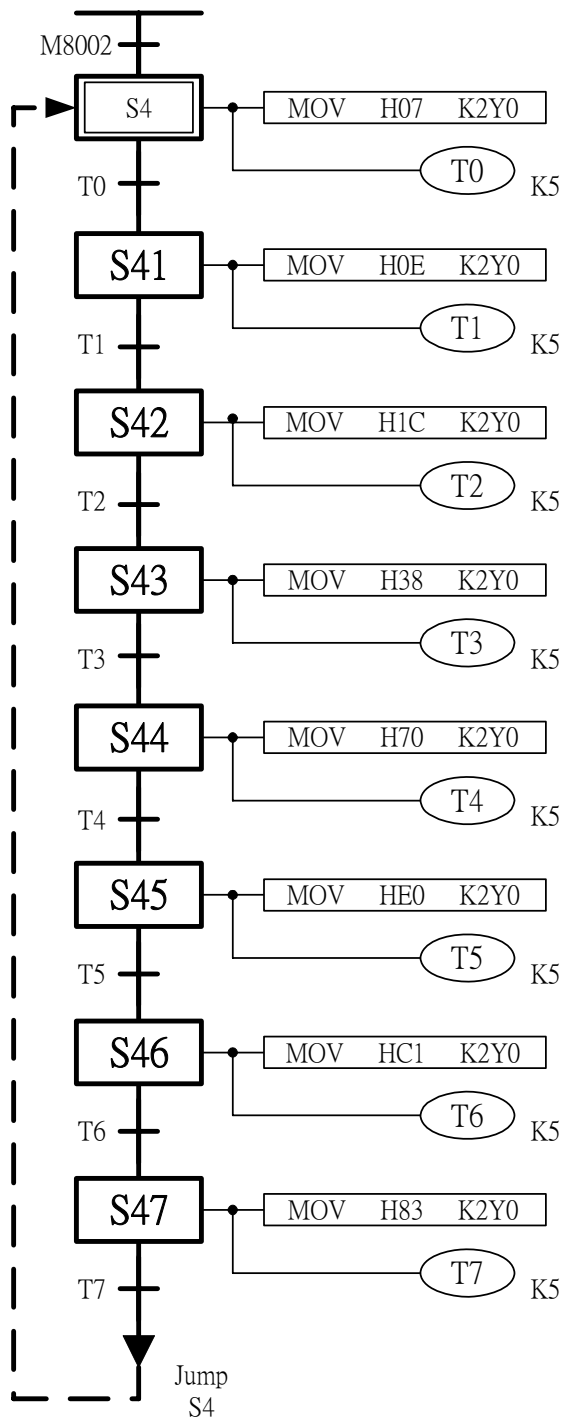 M8002
S4
MOV H07 K2Y0
T0 K5
T0
S41
MOV H0E K2Y0
T1 K5
T1
S42
MOV H1C K2Y0
T2 K5
T2
S43
MOV H38 K2Y0
T3 K5
T3
S44
MOV H70 K2Y0
T4 K5
T4
S45
MOV HE0 K2Y0
T5 K5
T5
S46
MOV HC1 K2Y0
T6 K5
T6
S47
MOV H83 K2Y0
T7 K5
T7
Jump
S4